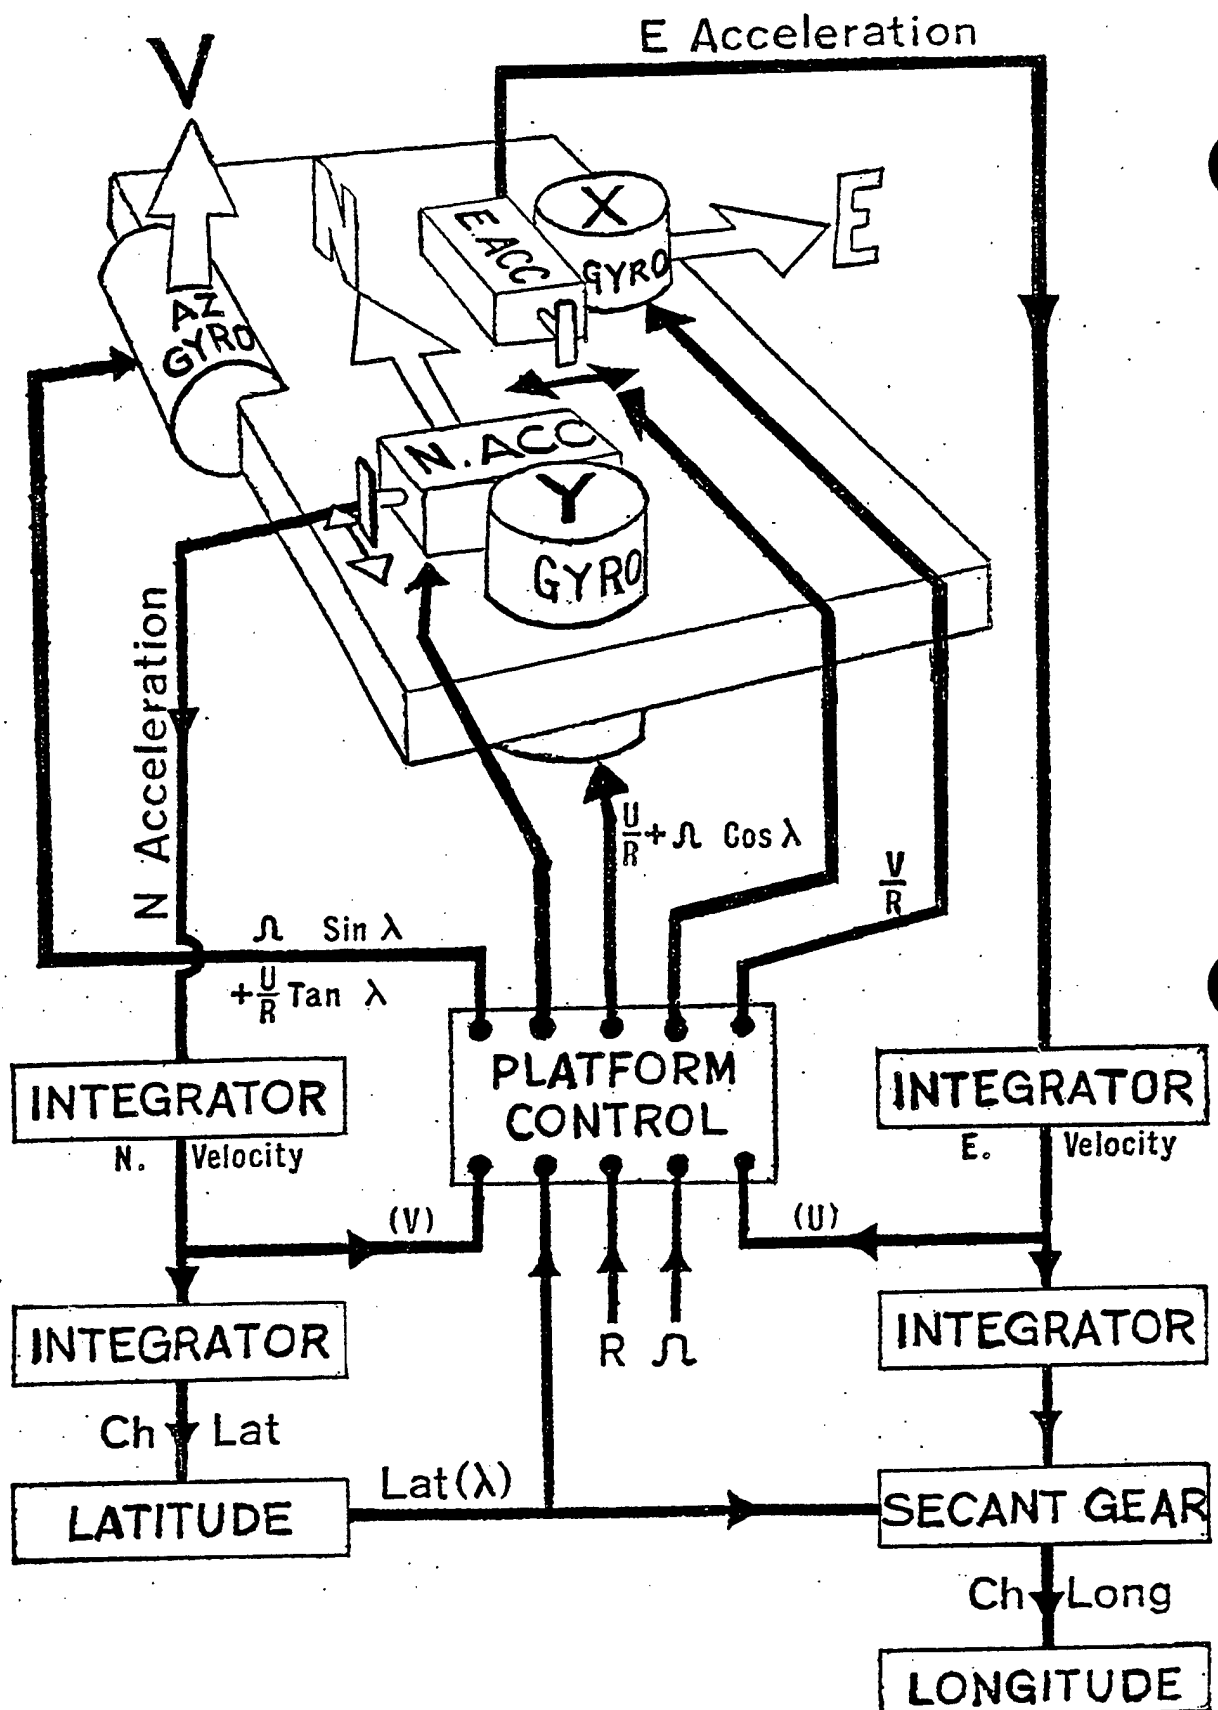 E Acceleration
V
N
E
X
GYRO
E. ACC
AZ
GYRO
N. ACC
Y
GYRO
N Acceleration
U/R + Ω Cos λ
V/R
Ω Sin λ
+ U/R Tan λ
PLATFORM
CONTROL
INTEGRATOR
N. Velocity
INTEGRATOR
E. Velocity
(V)
(U)
R Ω
INTEGRATOR
INTEGRATOR
Ch Lat
LATITUDE
Lat (λ)
SECANT GEAR
Ch Long
LONGITUDE